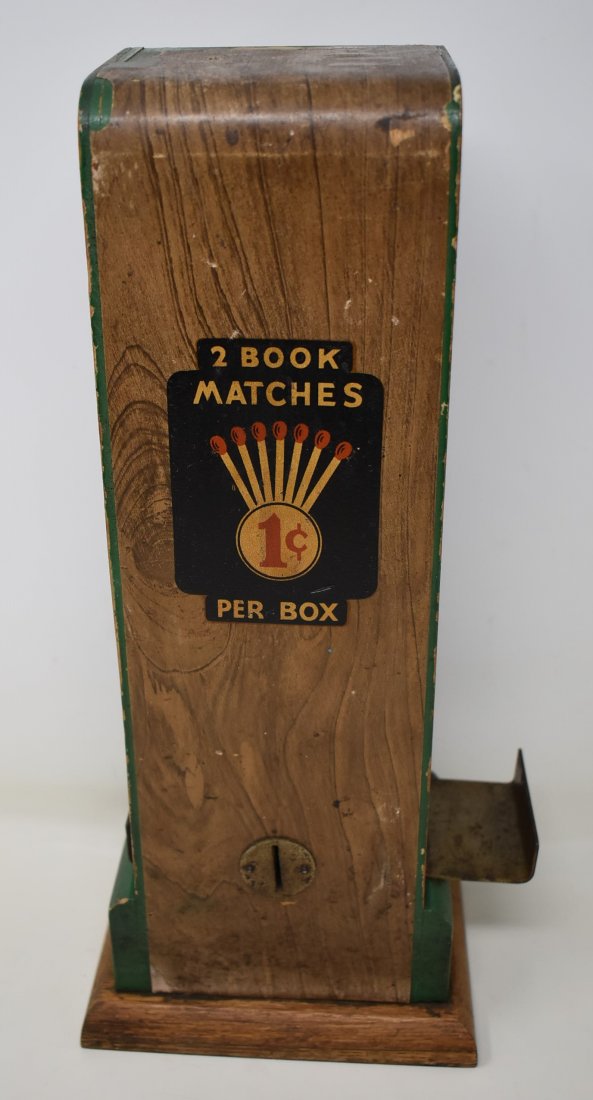 2 BOOK
MATCHES
1¢
PER BOX